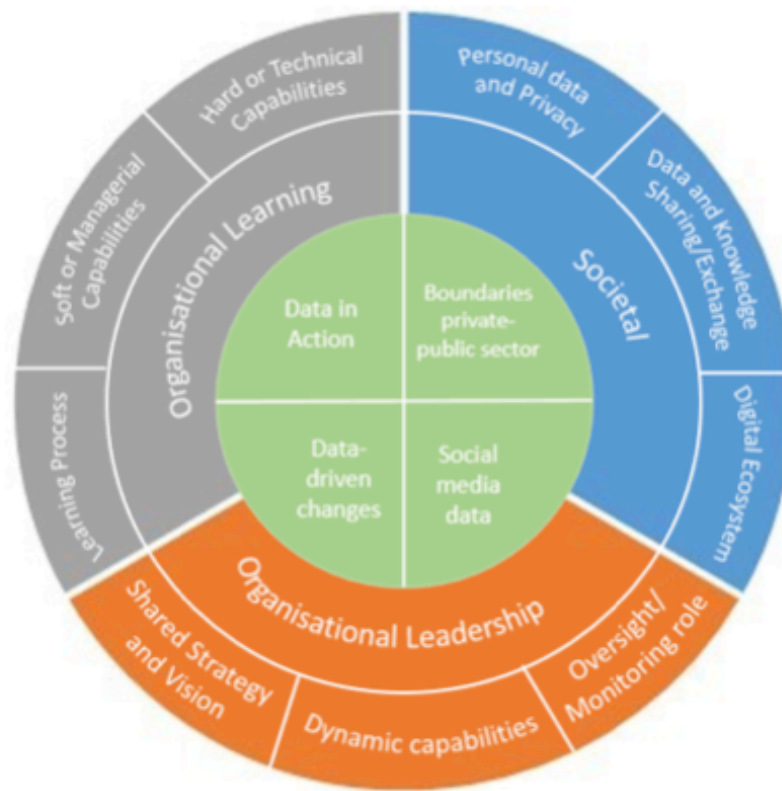 Hard or Technical
Capabilities
Personal data
and Privacy
Soft or Managerial
Capabilities
Data and Knowledge
Sharing/Exchange
Organisational Learning
Societal
Data in
Action
Boundaries
private-
public sector
Data-
driven
changes
Social
media
data
Learning Process
Digital Ecosystem
Organisational Leadership
Shared Strategy
and Vision
Dynamic capabilities
Oversight/
Monitoring role